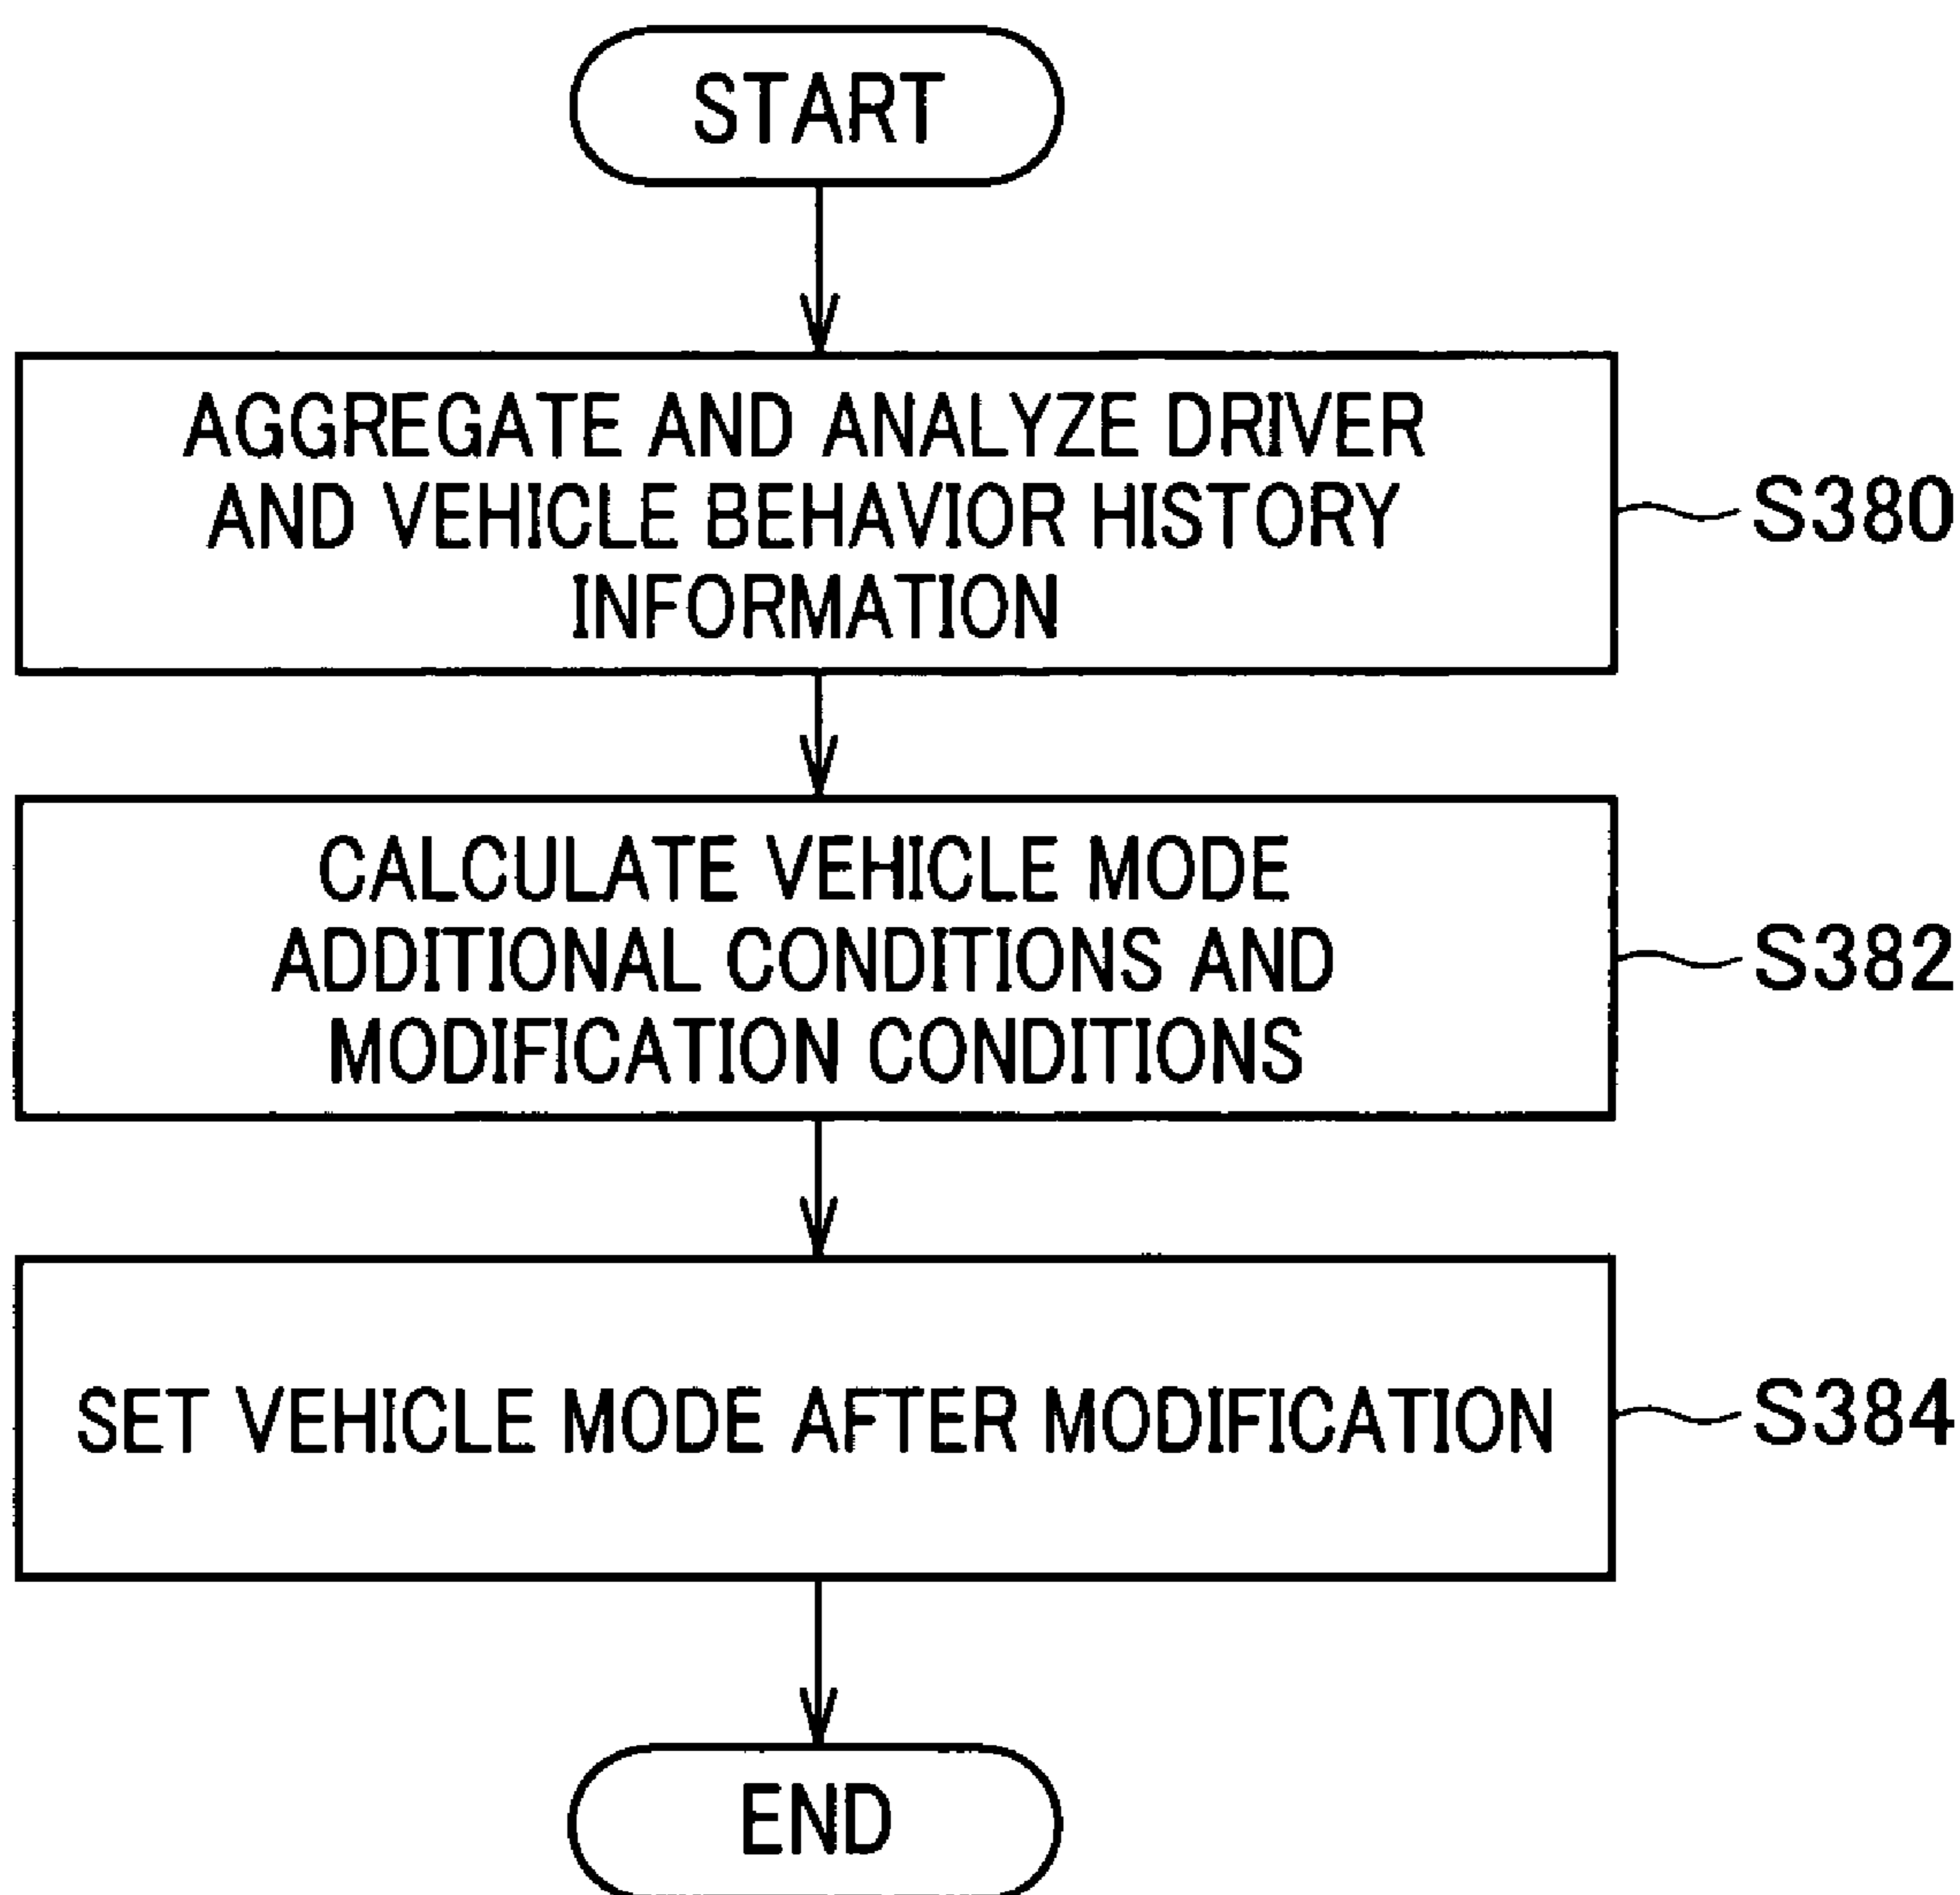 START
AGGREGATE AND ANALYZE DRIVER
AND VEHICLE BEHAVIOR HISTORY
INFORMATION
S380
CALCULATE VEHICLE MODE
ADDITIONAL CONDITIONS AND
MODIFICATION CONDITIONS
S382
SET VEHICLE MODE AFTER MODIFICATION
S384
END